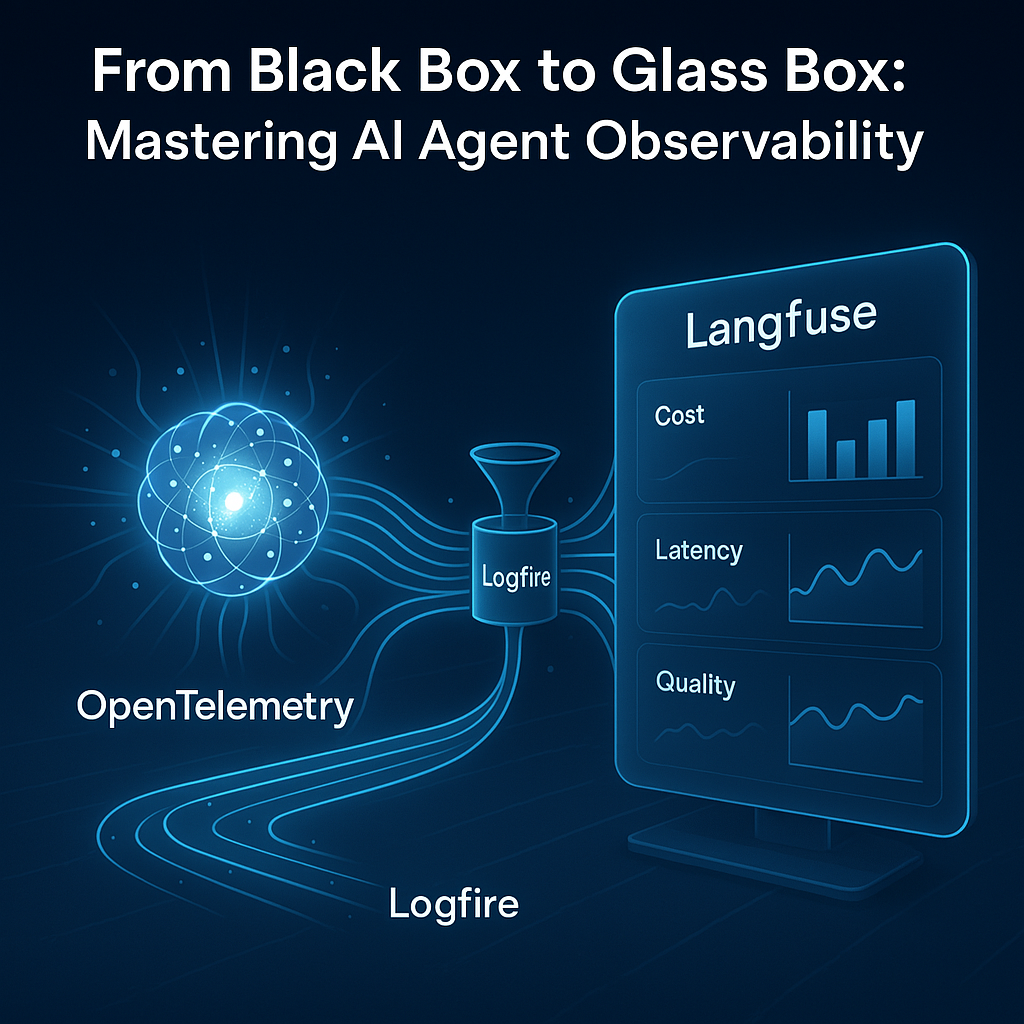 From Black Box to Glass Box:
Mastering AI Agent Observability
Langfuse
Cost
Latency
Logfire
Quality
OpenTelemetry
Logfire